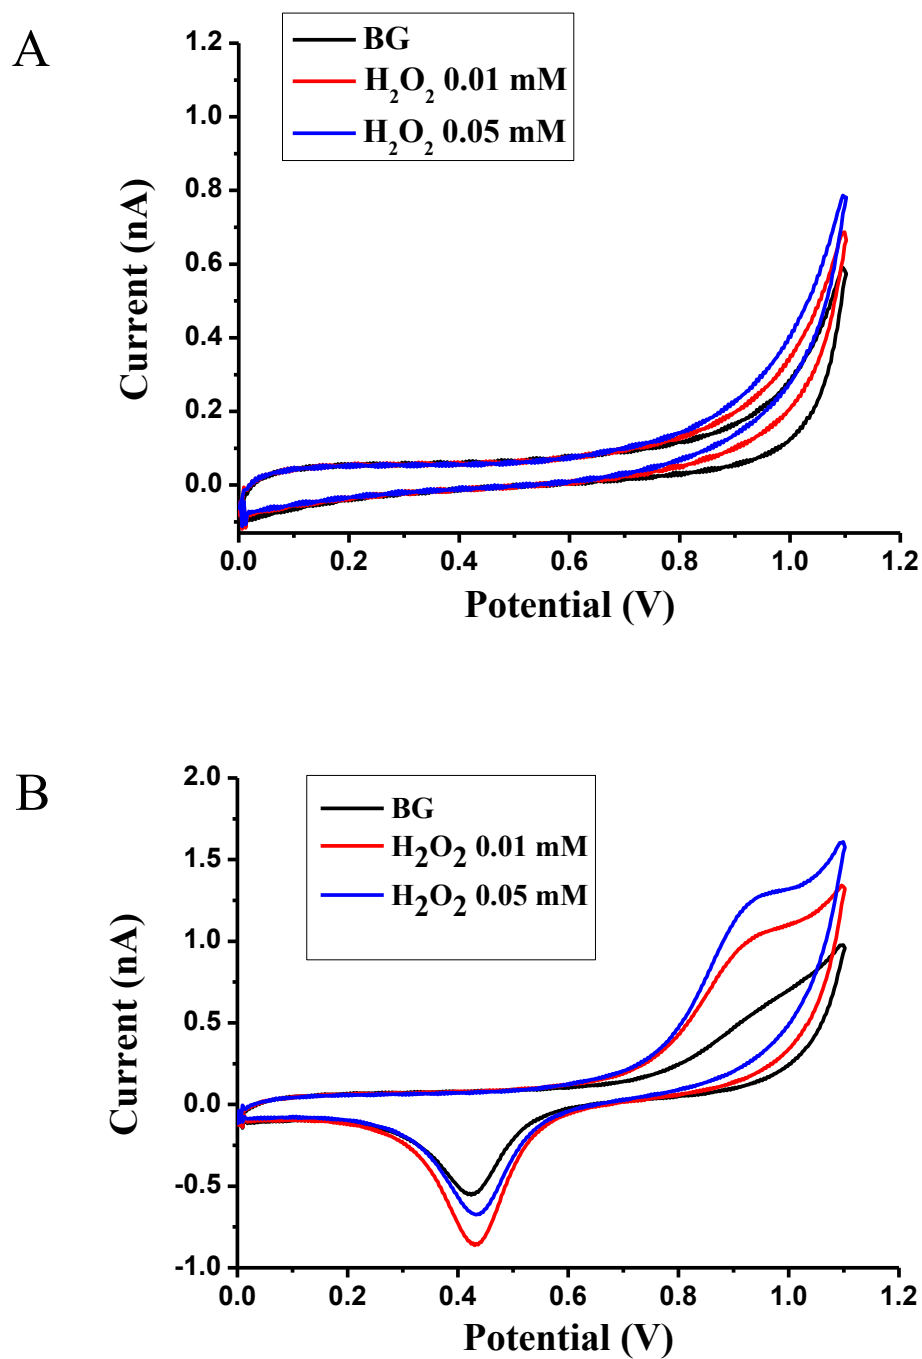 A
BG
H₂O₂ 0.01 mM
H₂O₂ 0.05 mM
1.2
1.0
0.8
0.6
0.4
0.2
0.0
Current (nA)
0.0 0.2 0.4 0.6 0.8 1.0 1.2
Potential (V)
B
BG
H₂O₂ 0.01 mM
H₂O₂ 0.05 mM
2.0
1.5
1.0
0.5
0.0
-0.5
-1.0
Current (nA)
0.0 0.2 0.4 0.6 0.8 1.0 1.2
Potential (V)